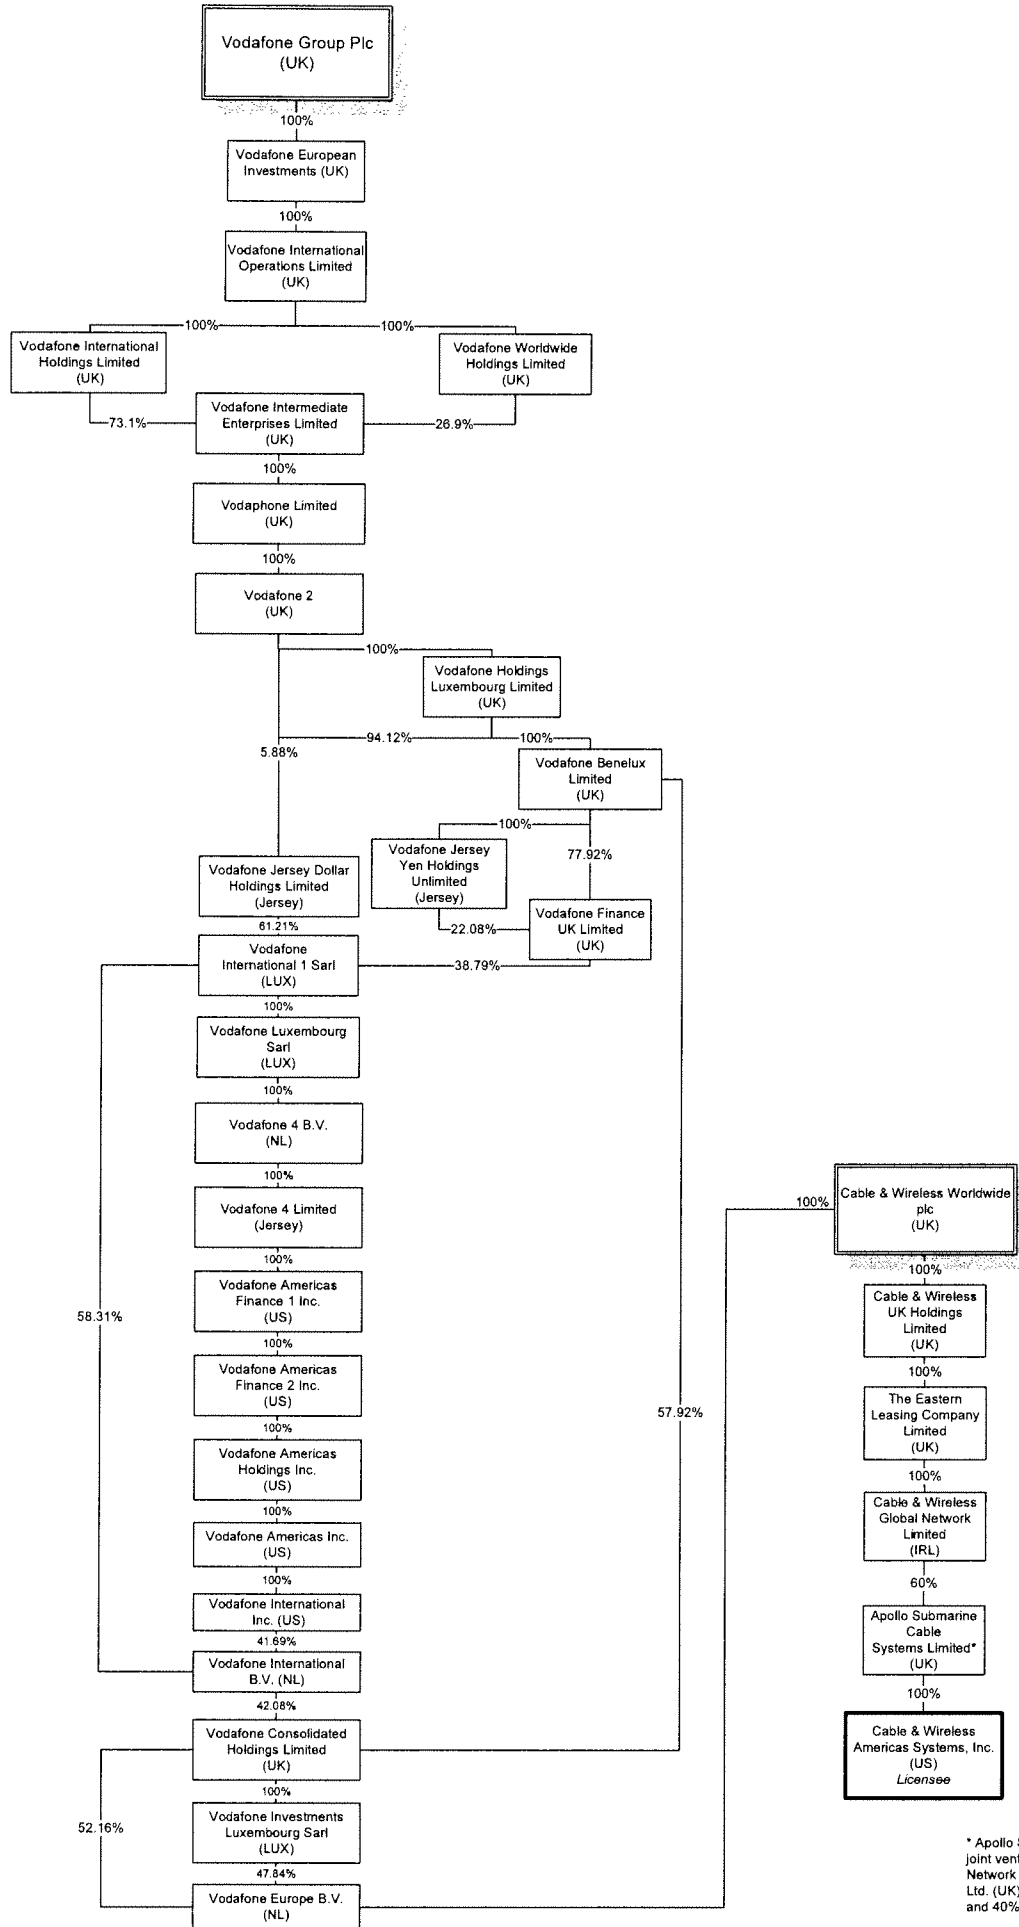 Vodafone Group Plc
(UK)
100%
Vodafone European
Investments (UK)
100%
Vodafone International
Operations Limited
(UK)
100%
100%
Vodafone International
Holdings Limited
(UK)
Vodafone Worldwide
Holdings Limited
(UK)
73.1%
Vodafone Intermediate
Enterprises Limited
(UK)
26.9%
100%
Vodaphone Limited
(UK)
100%
Vodafone 2
(UK)
100%
Vodafone Holdings
Luxembourg Limited
(UK)
94.12%
100%
5.88%
Vodafone Benelux
Limited
(UK)
100%
Vodafone Jersey
Yen Holdings
Unlimited
(Jersey)
77.92%
Vodafone Jersey Dollar
Holdings Limited
(Jersey)
Vodafone Finance
UK Limited
(UK)
22.08%
61.21%
Vodafone
International 1 Sarl
(LUX)
38.79%
100%
Vodafone Luxembourg
Sarl
(LUX)
100%
Vodafone 4 B.V.
(NL)
100%
Vodafone 4 Limited
(Jersey)
100%
Vodafone Americas
Finance 1 Inc.
(US)
58.31%
100%
Vodafone Americas
Finance 2 Inc.
(US)
57.92%
100%
Vodafone Americas
Holdings Inc.
(US)
100%
Vodafone Americas Inc.
(US)
100%
Vodafone International
Inc. (US)
41.69%
Vodafone International
B.V. (NL)
42.08%
Vodafone Consolidated
Holdings Limited
(UK)
100%
52.16%
Vodafone Investments
Luxembourg Sarl
(LUX)
47.84%
Vodafone Europe B.V.
(NL)
100%
Cable & Wireless Worldwide
plc
(UK)
100%
Cable & Wireless
UK Holdings
Limited
(UK)
100%
The Eastern
Leasing Company
Limited
(UK)
100%
Cable & Wireless
Global Network
Limited
(IRL)
60%
Apollo Submarine
Cable
Systems Limited*
(UK)
100%
Cable & Wireless
Americas Systems, Inc.
(US)
Licensee
* Apollo
joint
Network
Ltd. (UK)
and 40%